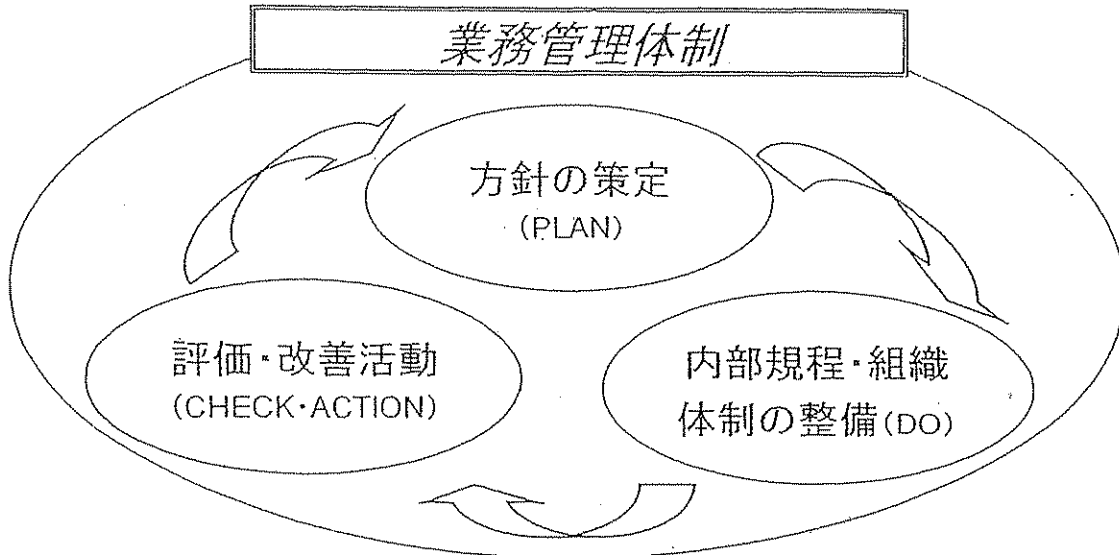 業務管理体制
方針の策定
(PLAN)
評価・改善活動
(CHECK・ACTION)
内部規程・組織
体制の整備(DO)